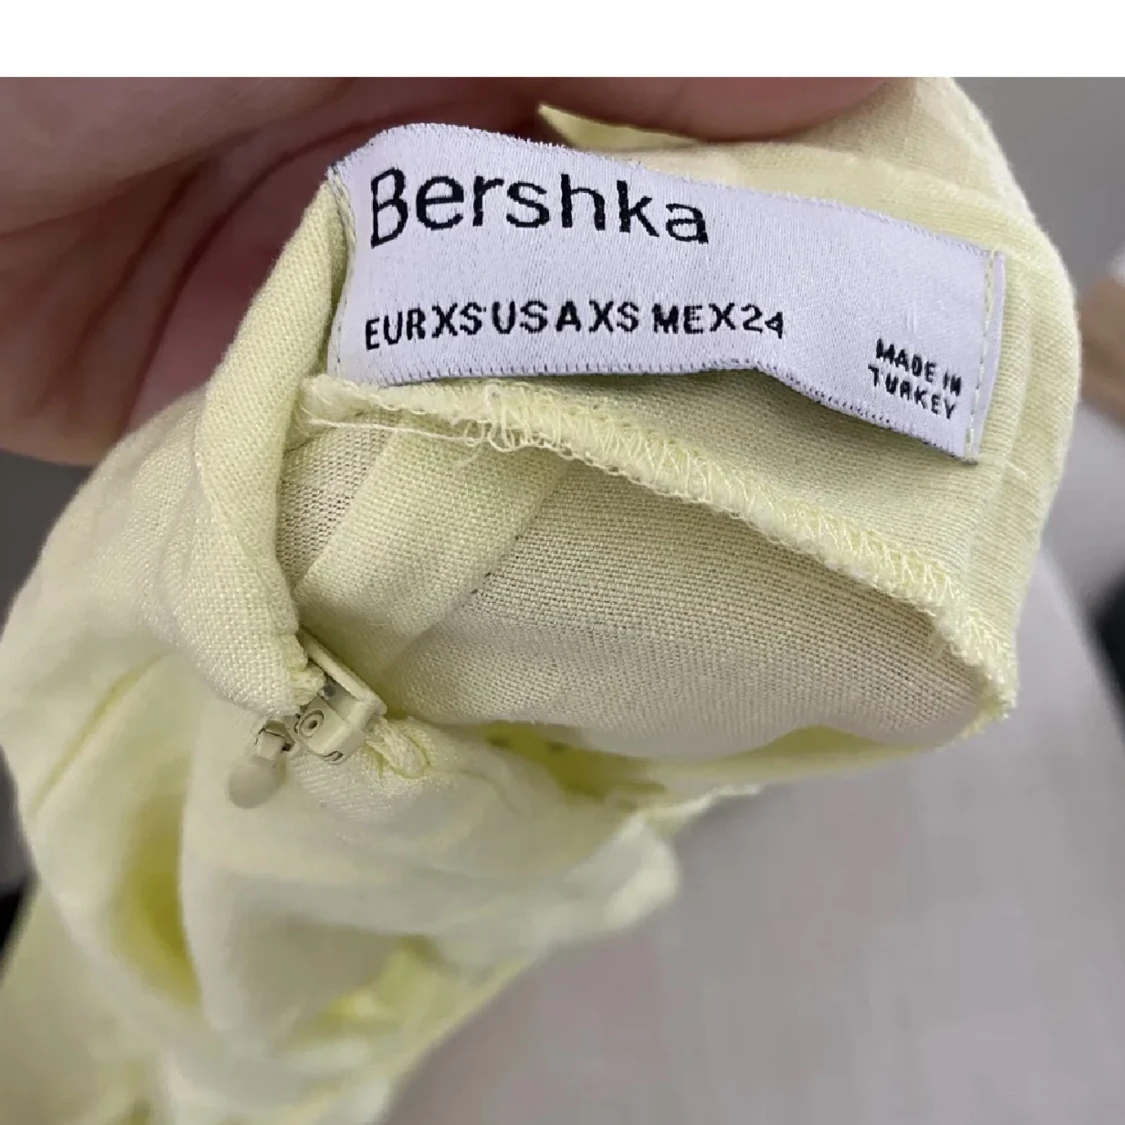 Bershka
EUR XS USA XS MEX 24
MADE IN
TURKEY